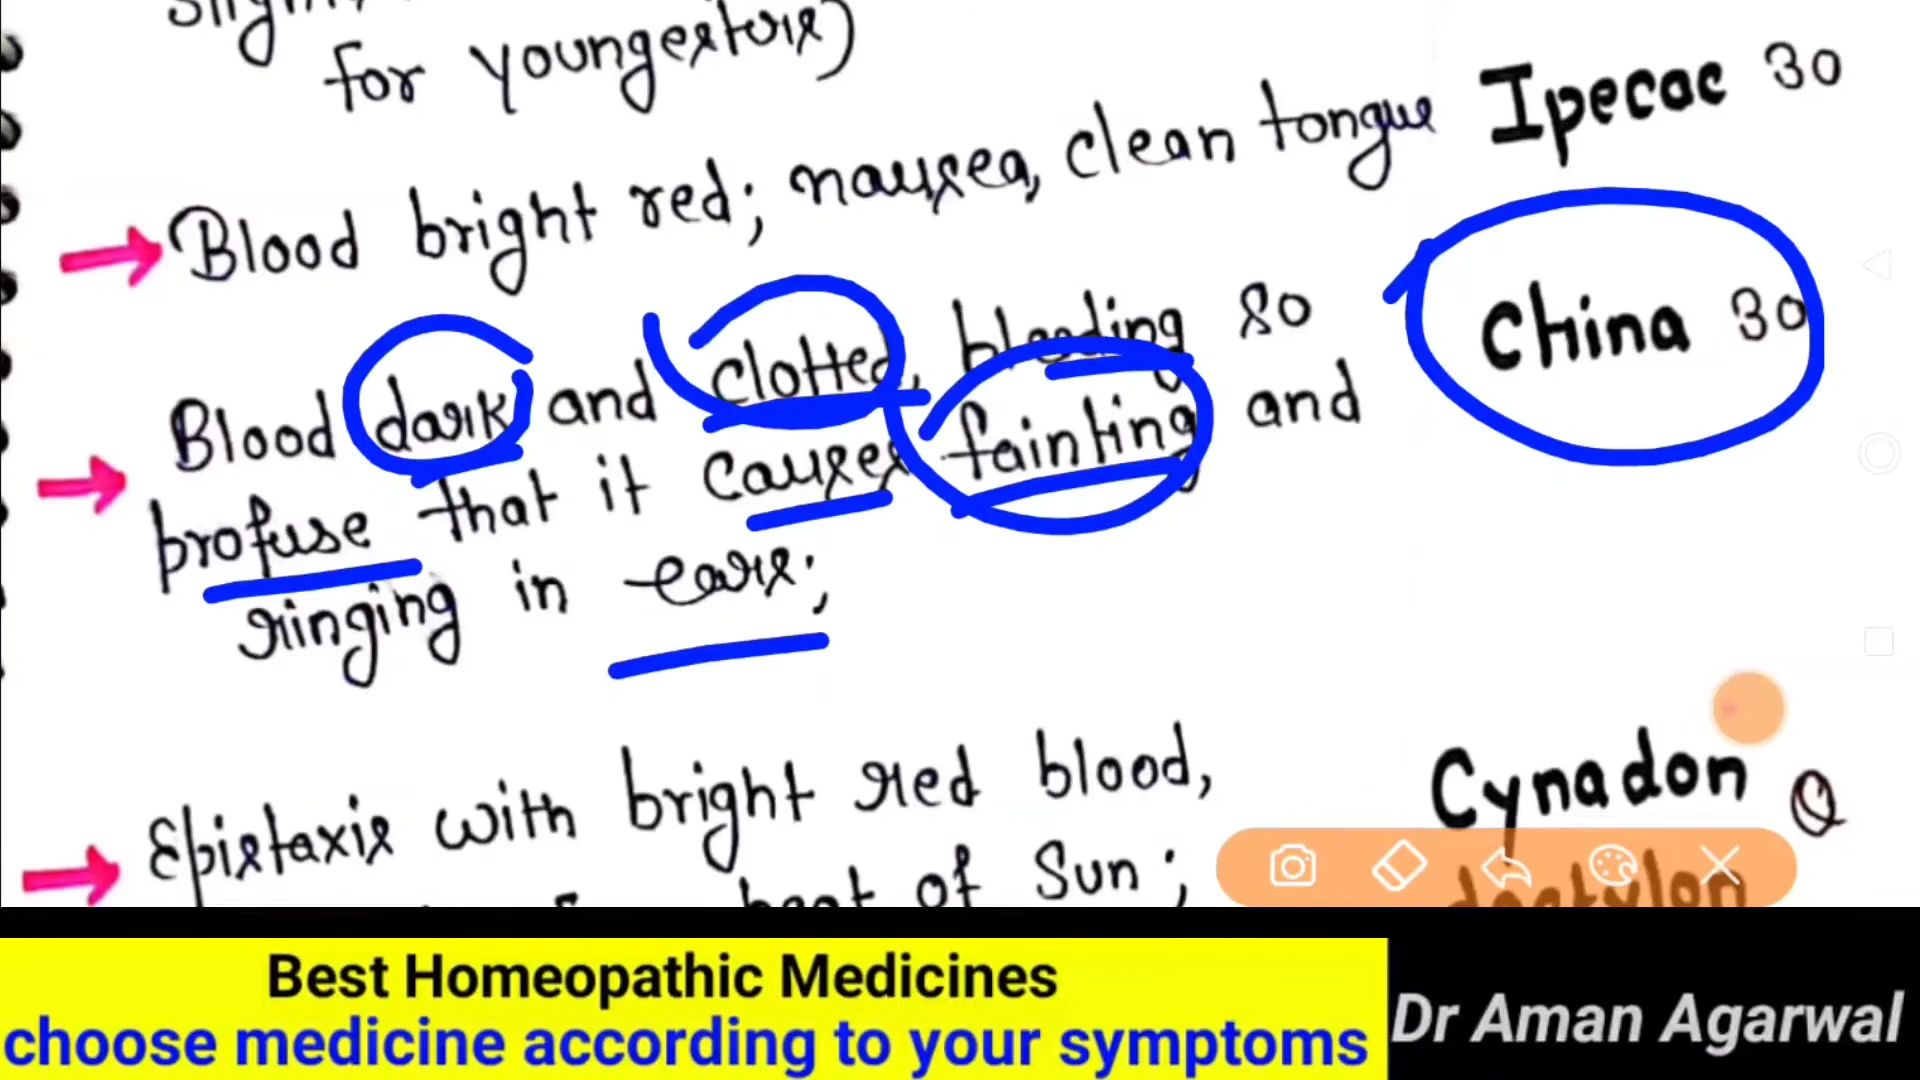 for youngesters)
Blood bright red; nausea, clean tongue Ipecac 30
Blood dark and clotted, bleeding so China 30
profuse that it causes fainting and
ringing in ears;
Epistaxis with bright red blood, Cynadon Q
heat of Sun; dactylon
Best Homeopathic Medicines
choose medicine according to your symptoms
Dr Aman Agarwal